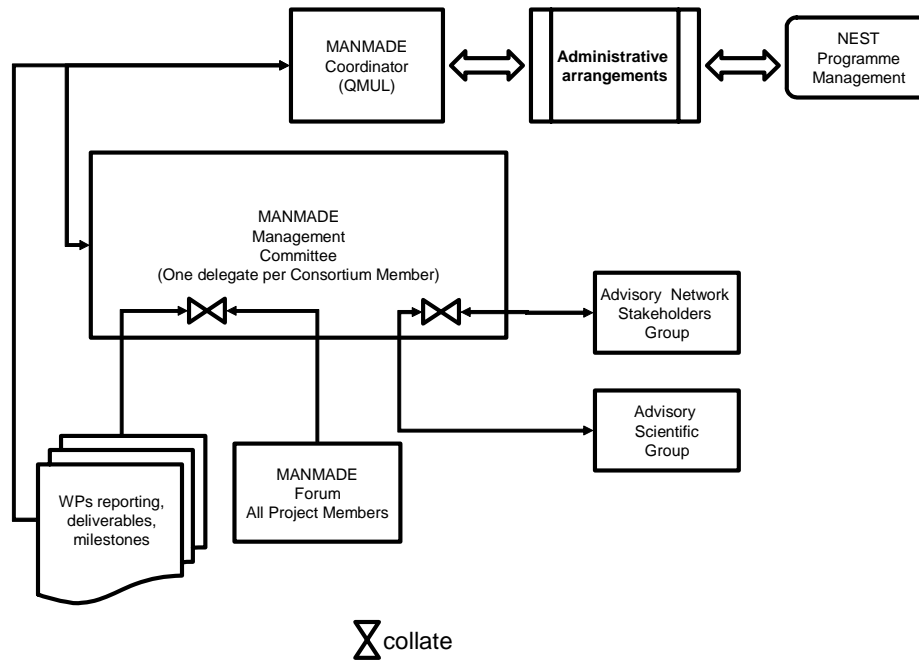 MANMADE
Coordinator
(QMUL)
Administrative
arrangements
NEST
Programme
Management
MANMADE
Management
Committee
(One delegate per Consortium Member)
Advisory Network
Stakeholders
Group
Advisory
Scientific
Group
WPs reporting,
deliverables,
milestones
MANMADE
Forum
All Project Members
collate